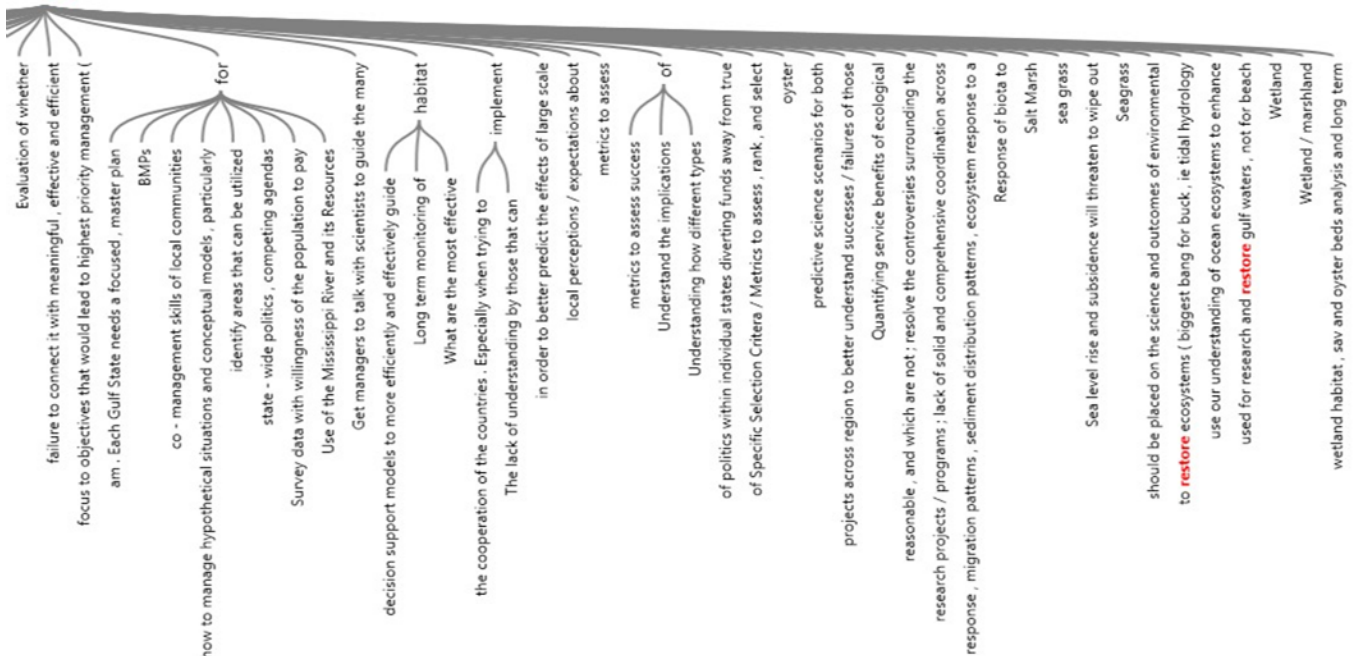 Evaluation of whether
failure to connect it with meaningful , effective and efficient
focus to objectives that would lead to highest priority management (
am . Each Gulf State needs a focused , master plan
for
BMPs
co - management skills of local communities
how to manage hypothetical situations and conceptual models , particularly
identify areas that can be utilized
state - wide politics , competing agendas
Survey data with willingness of the population to pay
Use of the Mississippi River and its Resources
Get managers to talk with scientists to guide the many
habitat
decision support models to more efficiently and effectively guide
Long term monitoring of
What are the most effective
implement
the cooperation of the countries . Especially when trying to
The lack of understanding by those that can
in order to better predict the effects of large scale
local perceptions / expectations about
metrics to assess
of
metrics to assess success
Understand the implications
Understanding how different types
of politics within individual states diverting funds away from true
of Specific Selection Critera / Metrics to assess , rank , and select
oyster
predictive science scenarios for both
projects across region to better understand successes / failures of those
Quantifying service benefits of ecological
reasonable , and which are not ; resolve the controversies surrounding the
research projects / programs ; lack of solid and comprehensive coordination across
response , migration patterns , sediment distribution patterns , ecosystem response to a
Response of biota to
Salt Marsh
sea grass
Sea level rise and subsidence will threaten to wipe out
Seagrass
should be placed on the science and outcomes of environmental
to restore ecosystems ( biggest bang for buck , ie tidal hydrology
use our understanding of ocean ecosystems to enhance
used for research and restore gulf waters , not for beach
Wetland
Wetland / marshland
wetland habitat , sav and oyster beds analysis and long term